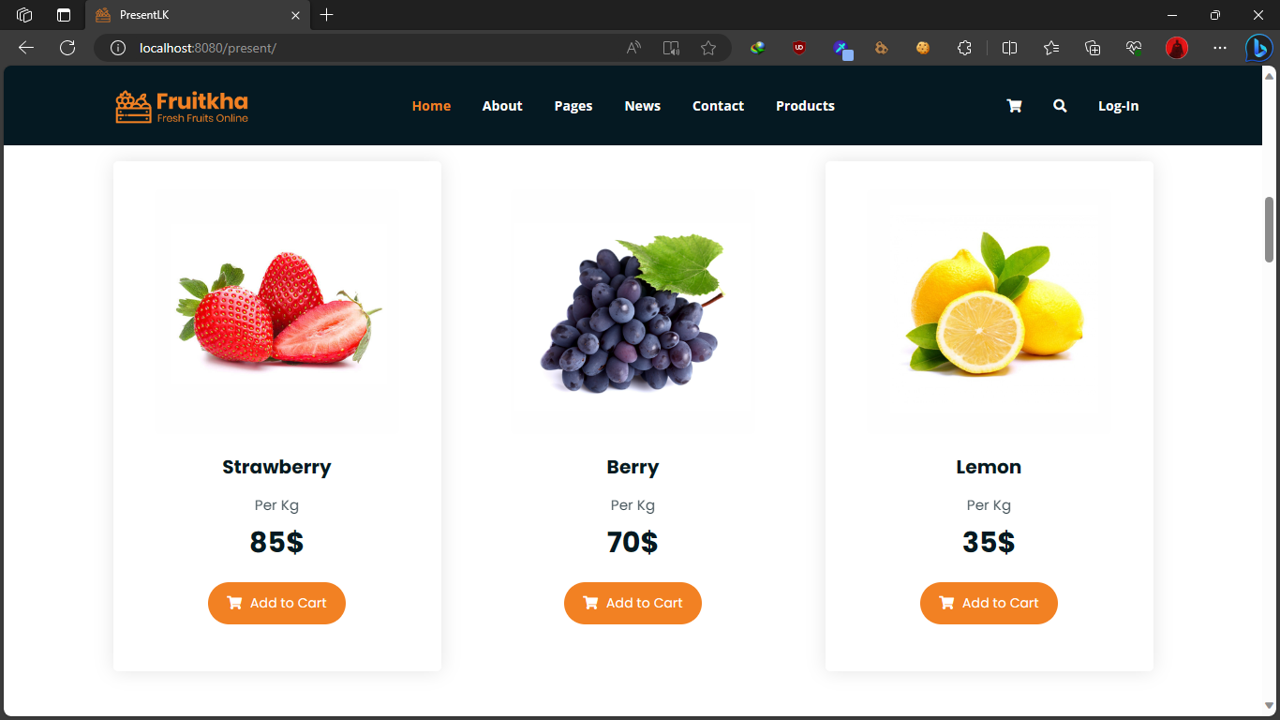 PresentLK
localhost:8080/present/
Fruitkha
Fresh Fruits Online
Home
About
Pages
News
Contact
Products
Log-In
Strawberry
Per Kg
85$
Add to Cart
Berry
Per Kg
70$
Add to Cart
Lemon
Per Kg
35$
Add to Cart